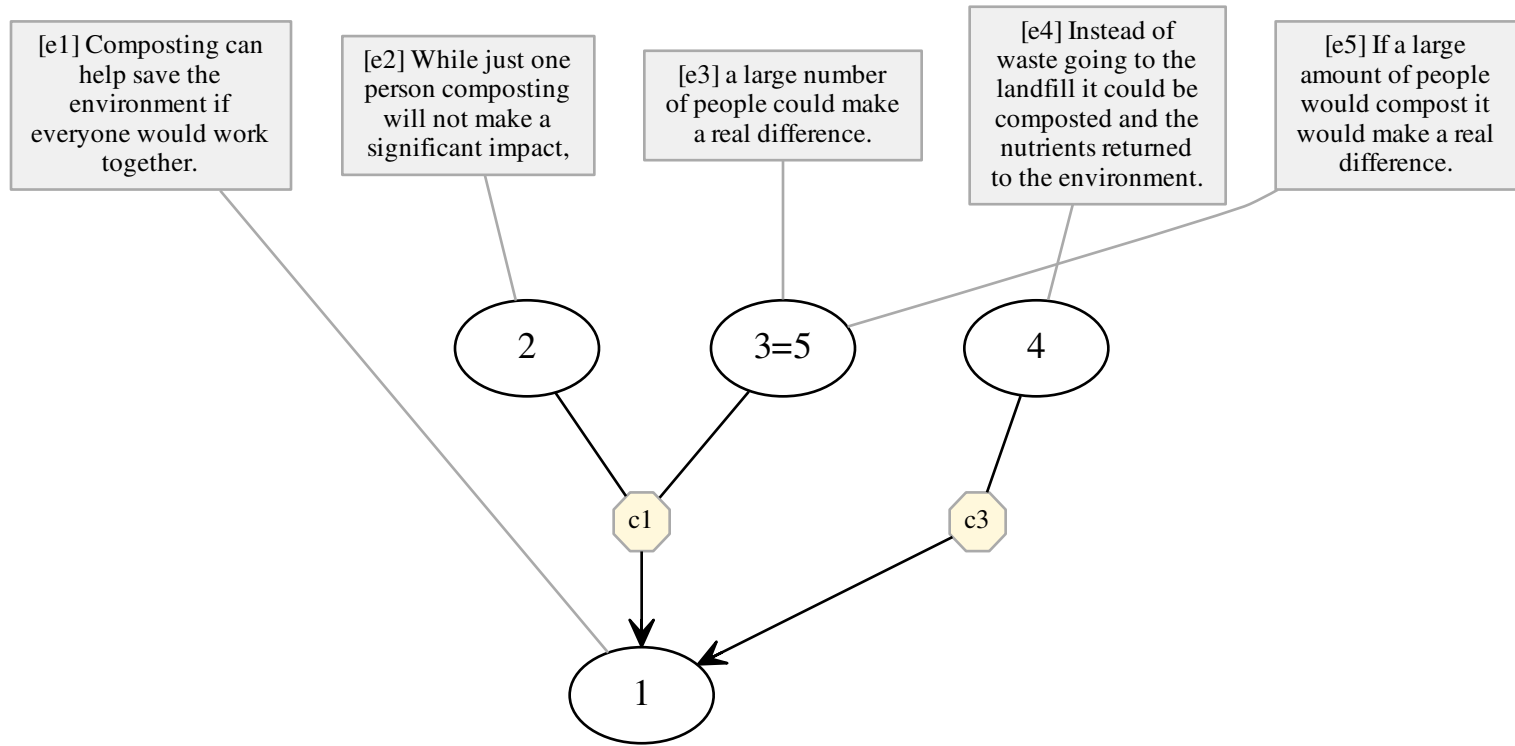 [e1] Composting can
help save the
environment if
everyone would work
together.
[e2] While just one
person composting
will not make a
significant impact,
[e3] a large number
of people could make
a real difference.
[e4] Instead of
waste going to the
landfill it could be
composted and the
nutrients returned
to the environment.
[e5] If a large
amount of people
would compost it
would make a real
difference.
2
3=5
4
c1
c3
1